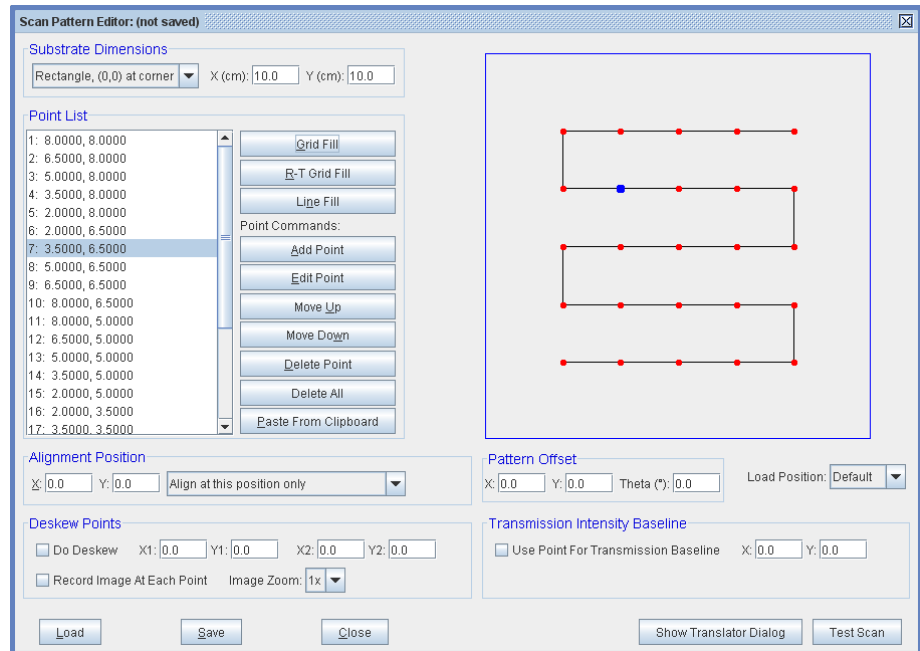 Scan Pattern Editor: (not saved)
Substrate Dimensions
Rectangle, (0,0) at corner X (cm): 10.0 Y (cm): 10.0
Point List
1: 8.0000, 8.0000
2: 6.5000, 8.0000
3: 5.0000, 8.0000
4: 3.5000, 8.0000
5: 2.0000, 8.0000
6: 2.0000, 6.5000
7: 3.5000, 6.5000
8: 5.0000, 6.5000
9: 6.5000, 6.5000
10: 8.0000, 6.5000
11: 8.0000, 5.0000
12: 6.5000, 5.0000
13: 5.0000, 5.0000
14: 3.5000, 5.0000
15: 2.0000, 5.0000
16: 2.0000, 3.5000
17: 3.5000, 3.5000
Grid Fill
R-T Grid Fill
Line Fill
Point Commands:
Add Point
Edit Point
Move Up
Move Down
Delete Point
Delete All
Paste From Clipboard
Alignment Position
X: 0.0 Y: 0.0 Align at this position only
Pattern Offset
X: 0.0 Y: 0.0 Theta (°): 0.0
Load Position: Default
Deskew Points
Do Deskew X1: 0.0 Y1: 0.0 X2: 0.0 Y2: 0.0
Record Image At Each Point Image Zoom: 1x
Transmission Intensity Baseline
Use Point For Transmission Baseline X: 0.0 Y: 0.0
Load Save Close Show Translator Dialog Test Scan